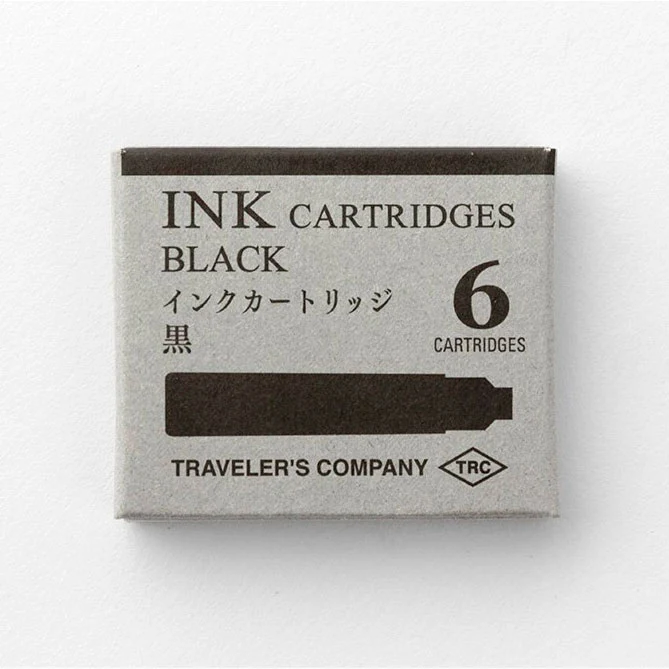 INK CARTRIDGES
BLACK
インクカートリッジ
黒
6
CARTRIDGES
TRAVELER'S COMPANY TRC